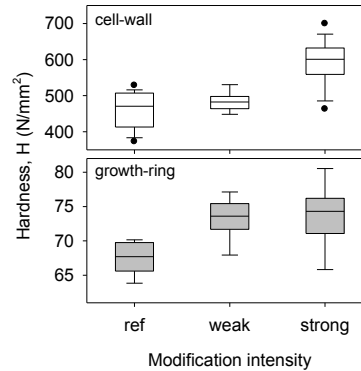 700
cell-wall
600
500
400
Hardness, H (N/mm²)
growth-ring
80
75
70
65
ref weak strong
Modification intensity